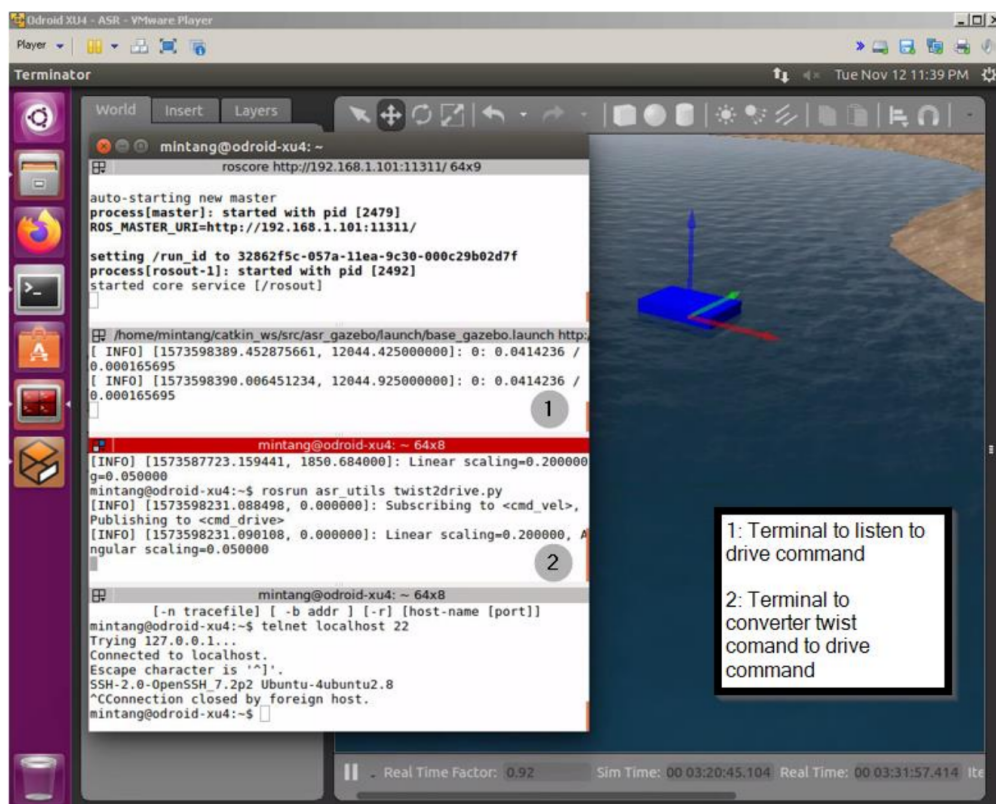 Odroid XU4 - ASR - VMware Player
Player
Terminator
Tue Nov 12 11:39 PM
World Insert Layers
mintang@odroid-xu4: ~
roscore http://192.168.1.101:11311/ 64x9
auto-starting new master
process[master]: started with pid [2479]
ROS_MASTER_URI=http://192.168.1.101:11311/
setting /run_id to 32862f5c-057a-11ea-9c30-000c29b02d7f
process[rosout-1]: started with pid [2492]
started core service [/rosout]
/home/mintang/catkin_ws/src/asr_gazebo/launch/base_gazebo.launch http:/
[ INFO] [1573598389.452875661, 12044.425000000]: 0: 0.0414236 /
0.000165695
[ INFO] [1573598390.006451234, 12044.925000000]: 0: 0.0414236 /
0.000165695
1
mintang@odroid-xu4: ~ 64x8
[INFO] [1573587723.159441, 1850.684000]: Linear scaling=0.200000
g=0.050000
mintang@odroid-xu4:~$ rosrun asr_utils twist2drive.py
[INFO] [1573598231.088498, 0.000000]: Subscribing to <cmd_vel>,
Publishing to <cmd_drive>
[INFO] [1573598231.090108, 0.000000]: Linear scaling=0.200000, A
ngular scaling=0.050000
2
mintang@odroid-xu4: ~ 64x8
[-n tracefile] [ -b addr ] [-r] [host-name [port]]
mintang@odroid-xu4:~$ telnet localhost 22
Trying 127.0.0.1...
Connected to localhost.
Escape character is '^]'.
SSH-2.0-OpenSSH_7.2p2 Ubuntu-4ubuntu2.8
^CConnection closed by foreign host.
mintang@odroid-xu4:~$
1: Terminal to listen to
drive command
2: Terminal to
converter twist
comand to drive
command
Real Time Factor: 0.92 Sim Time: 00 03:20:45.104 Real Time: 00 03:31:57.414 Ite